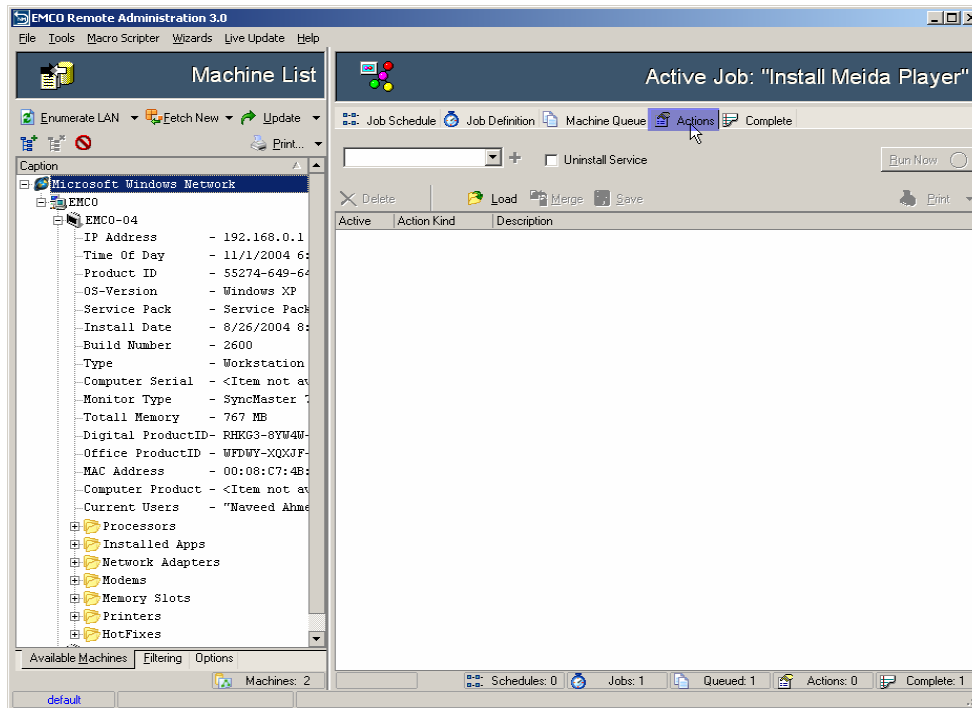 EMCO Remote Administration 3.0
File Tools Macro Scripter Wizards Live Update Help
Machine List
Active Job: "Install Meida Player"
Enumerate LAN Fetch New Update
Print...
Job Schedule Job Definition Machine Queue Actions Complete
Uninstall Service
Run Now
Delete Load Merge Save Print
Caption
Active Action Kind Description
Microsoft Windows Network
EMCO
EMCO-04
IP Address - 192.168.0.1
Time Of Day - 11/1/2004 6:
Product ID - 55274-649-64
OS-Version - Windows XP
Service Pack - Service Pack
Install Date - 8/26/2004 8:
Build Number - 2600
Type - Workstation
Computer Serial - <Item not av
Monitor Type - SyncMaster 7
Totall Memory - 767 MB
Digital ProductID- RHKG3-8YW4W-
Office ProductID - WFDWY-XQXJF-
MAC Address - 00:08:C7:4B:
Computer Product - <Item not av
Current Users - "Naveed Ahme
Processors
Installed Apps
Network Adapters
Modems
Memory Slots
Printers
HotFixes
Available Machines Filtering Options
Machines: 2
Schedules: 0 Jobs: 1 Queued: 1 Actions: 0 Complete: 1
default